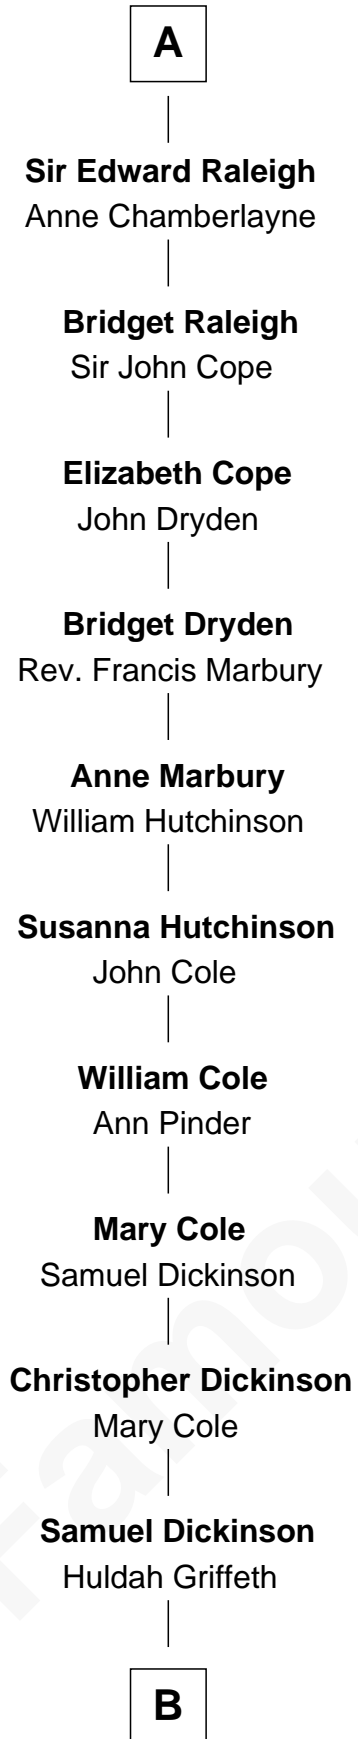 A
Sir Edward Raleigh
Anne Chamberlayne
Bridget Raleigh
Sir John Cope
Elizabeth Cope
John Dryden
Bridget Dryden
Rev. Francis Marbury
Anne Marbury
William Hutchinson
Susanna Hutchinson
John Cole
William Cole
Ann Pinder
Mary Cole
Samuel Dickinson
Christopher Dickinson
Mary Cole
Samuel Dickinson
Huldah Griffeth
B
Famou